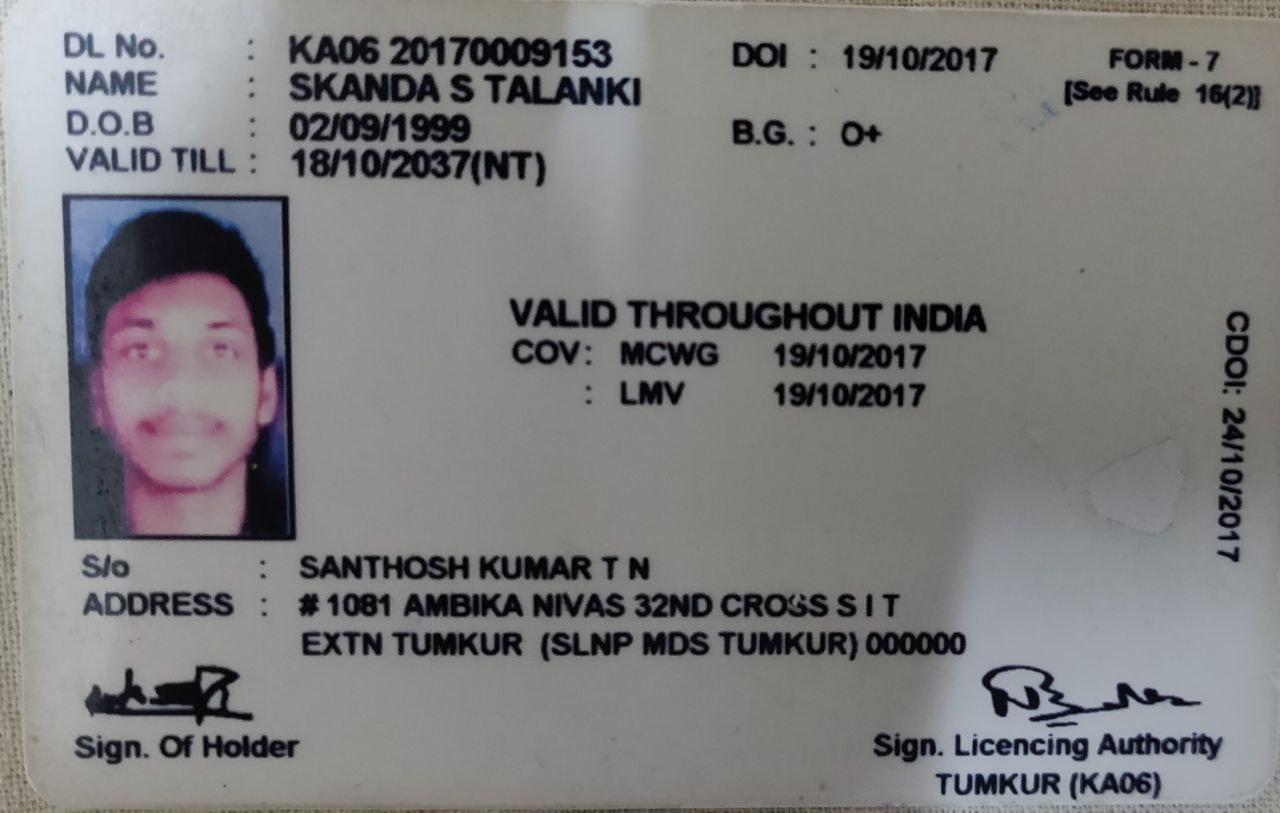 DL No. : KA06 20170009153 DOI : 19/10/2017 FORM - 7
NAME : SKANDA S TALANKI [See Rule 16(2)]
D.O.B : 02/09/1999 B.G. : O+
VALID TILL : 18/10/2037(NT)
VALID THROUGHOUT INDIA
COV: MCWG 19/10/2017
: LMV 19/10/2017
CDOI: 24/10/2017
S/o : SANTHOSH KUMAR T N
ADDRESS : # 1081 AMBIKA NIVAS 32ND CROSS S I T
EXTN TUMKUR (SLNP MDS TUMKUR) 000000
Sign. Of Holder
Sign. Licencing Authority
TUMKUR (KA06)